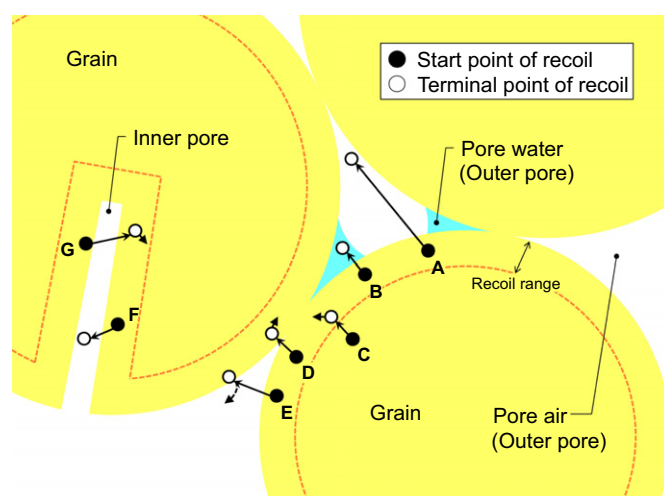 Grain
Start point of recoil
Terminal point of recoil
Inner pore
Pore water
(Outer pore)
G
A
B
Recoil range
F
C
D
E
Grain
Pore air
(Outer pore)